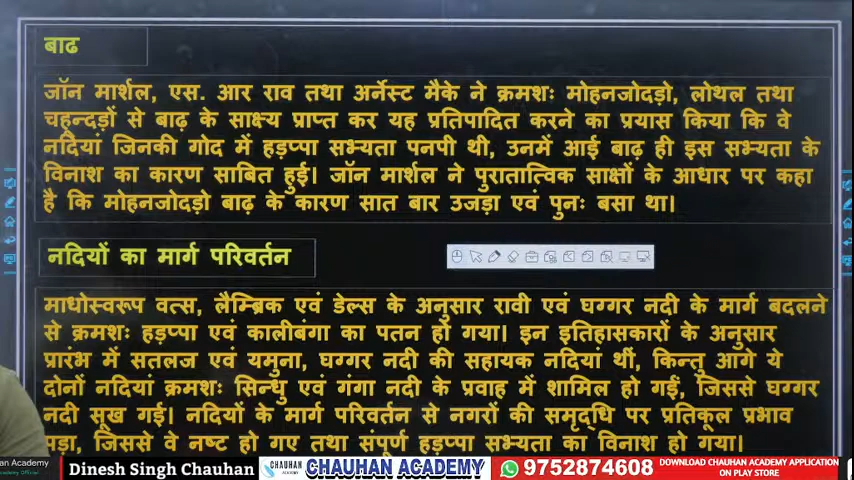 बाढ
जॉन मार्शल, एस. आर राव तथा अर्नेस्ट मैके ने क्रमशः मोहनजोदड़ो, लोथल तथा
चहून्दड़ों से बाढ़ के साक्ष्य प्राप्त कर यह प्रतिपादित करने का प्रयास किया कि वे
नदियां जिनकी गोद में हड़प्पा सभ्यता पनपी थी, उनमें आई बाढ़ ही इस सभ्यता के
विनाश का कारण साबित हुई। जॉन मार्शल ने पुरातात्विक साक्षों के आधार पर कहा
है कि मोहनजोदड़ो बाढ़ के कारण सात बार उजड़ा एवं पुनः बसा था।
नदियों का मार्ग परिवर्तन
माधोस्वरूप वत्स, लैम्ब्रिक एवं डेल्स के अनुसार रावी एवं घग्गर नदी के मार्ग बदलने
से क्रमशः हड़प्पा एवं कालीबंगा का पतन हो गया। इन इतिहासकारों के अनुसार
प्रारंभ में सतलज एवं यमुना, घग्गर नदी की सहायक नदियां थीं, किन्तु आगे ये
दोनों नदियां क्रमशः सिन्धु एवं गंगा नदी के प्रवाह में शामिल हो गई, जिससे घग्गर
नदी सूख गई। नदियों के मार्ग परिवर्तन से नगरों की समृद्धि पर प्रतिकूल प्रभाव
पड़ा, जिससे वे नष्ट हो गए तथा संपूर्ण हड़प्पा सभ्यता का विनाश हो गया।
Academy
Dinesh Singh Chauhan
CHAUHAN
ACADEMY
CHAUHAN ACADEMY
9752874608
DOWNLOAD CHAUHAN ACADEMY APPLICATION
ON PLAY STORE